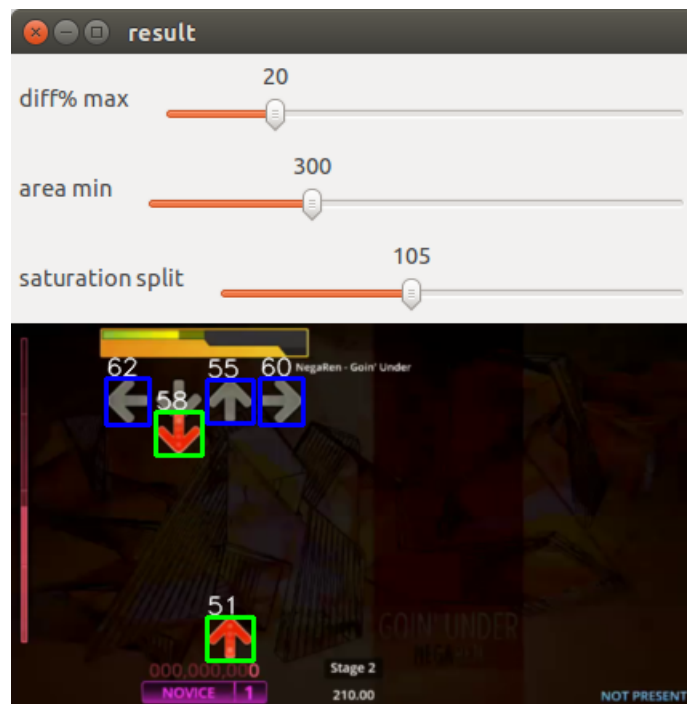 result
20
diff% max
300
area min
105
saturation split
62 55 60 NegaRen - Goin' Under
58
51
GOIN' UNDER
000,000,000
Stage 2
NOVICE 1
210.00
NOT PRESENT